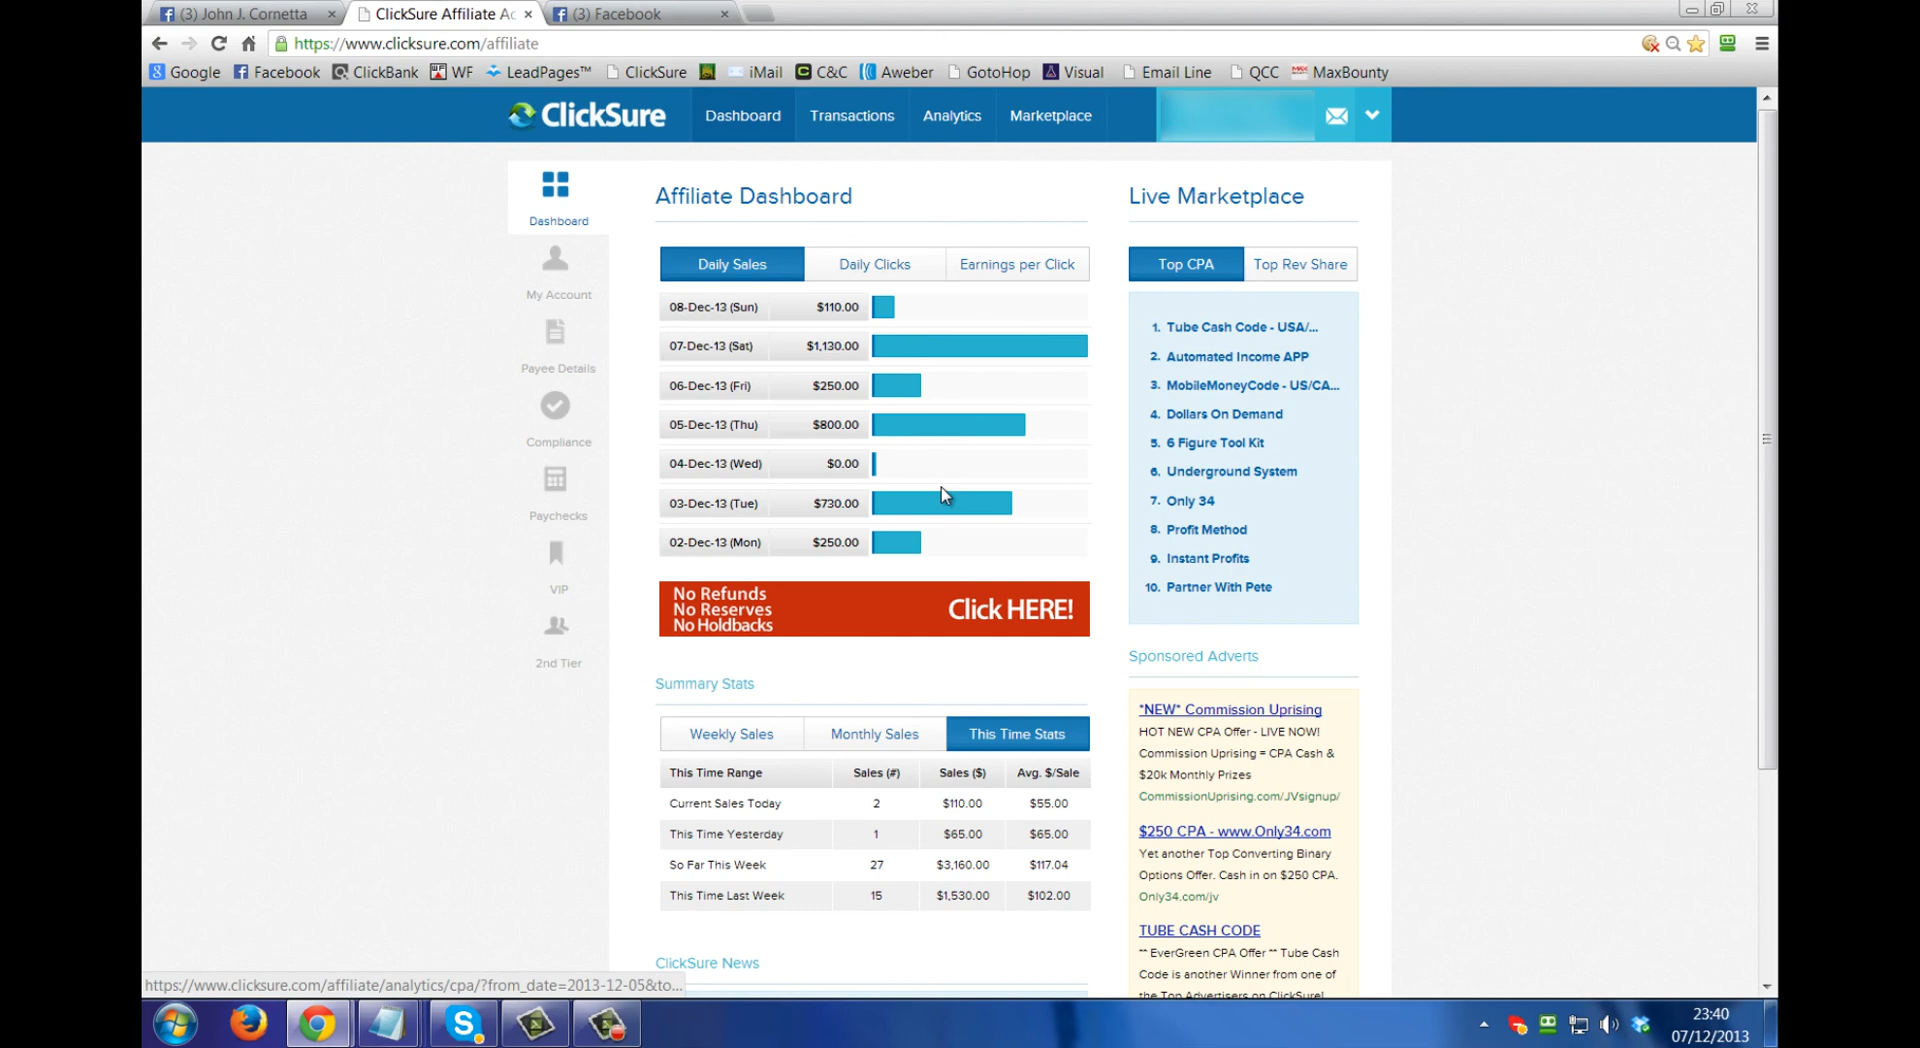 (3) John J. Cornetta
ClickSure Affiliate Ac
(3) Facebook
https://www.clicksure.com/affiliate
Google
Facebook
ClickBank
WF
LeadPages™
ClickSure
iMail
C&C
Aweber
GotoHop
Visual
Email Line
QCC
MaxBounty
ClickSure
Dashboard
Transactions
Analytics
Marketplace
Dashboard
My Account
Payee Details
Compliance
Paychecks
VIP
2nd Tier
Affiliate Dashboard
Daily Sales
Daily Clicks
Earnings per Click
08-Dec-13 (Sun) $110.00
07-Dec-13 (Sat) $1,130.00
06-Dec-13 (Fri) $250.00
05-Dec-13 (Thu) $800.00
04-Dec-13 (Wed) $0.00
03-Dec-13 (Tue) $730.00
02-Dec-13 (Mon) $250.00
No Refunds
No Reserves
No Holdbacks
Click HERE!
Summary Stats
Weekly Sales
Monthly Sales
This Time Stats
This Time Range Sales (#) Sales ($) Avg. $/Sale
Current Sales Today 2 $110.00 $55.00
This Time Yesterday 1 $65.00 $65.00
So Far This Week 27 $3,160.00 $117.04
This Time Last Week 15 $1,530.00 $102.00
ClickSure News
Live Marketplace
Top CPA
Top Rev Share
1. Tube Cash Code - USA/...
2. Automated Income APP
3. MobileMoneyCode - US/CA...
4. Dollars On Demand
5. 6 Figure Tool Kit
6. Underground System
7. Only 34
8. Profit Method
9. Instant Profits
10. Partner With Pete
Sponsored Adverts
*NEW* Commission Uprising
HOT NEW CPA Offer - LIVE NOW!
Commission Uprising = CPA Cash &
$20k Monthly Prizes
CommissionUprising.com/JVsignup/
$250 CPA - www.Only34.com
Yet another Top Converting Binary
Options Offer. Cash in on $250 CPA.
Only34.com/jv
TUBE CASH CODE
** EverGreen CPA Offer ** Tube Cash
Code is another Winner from one of
the Top Advertisers on ClickSure!
https://www.clicksure.com/affiliate/analytics/cpa/?from_date=2013-12-05&to...
23:40
07/12/2013